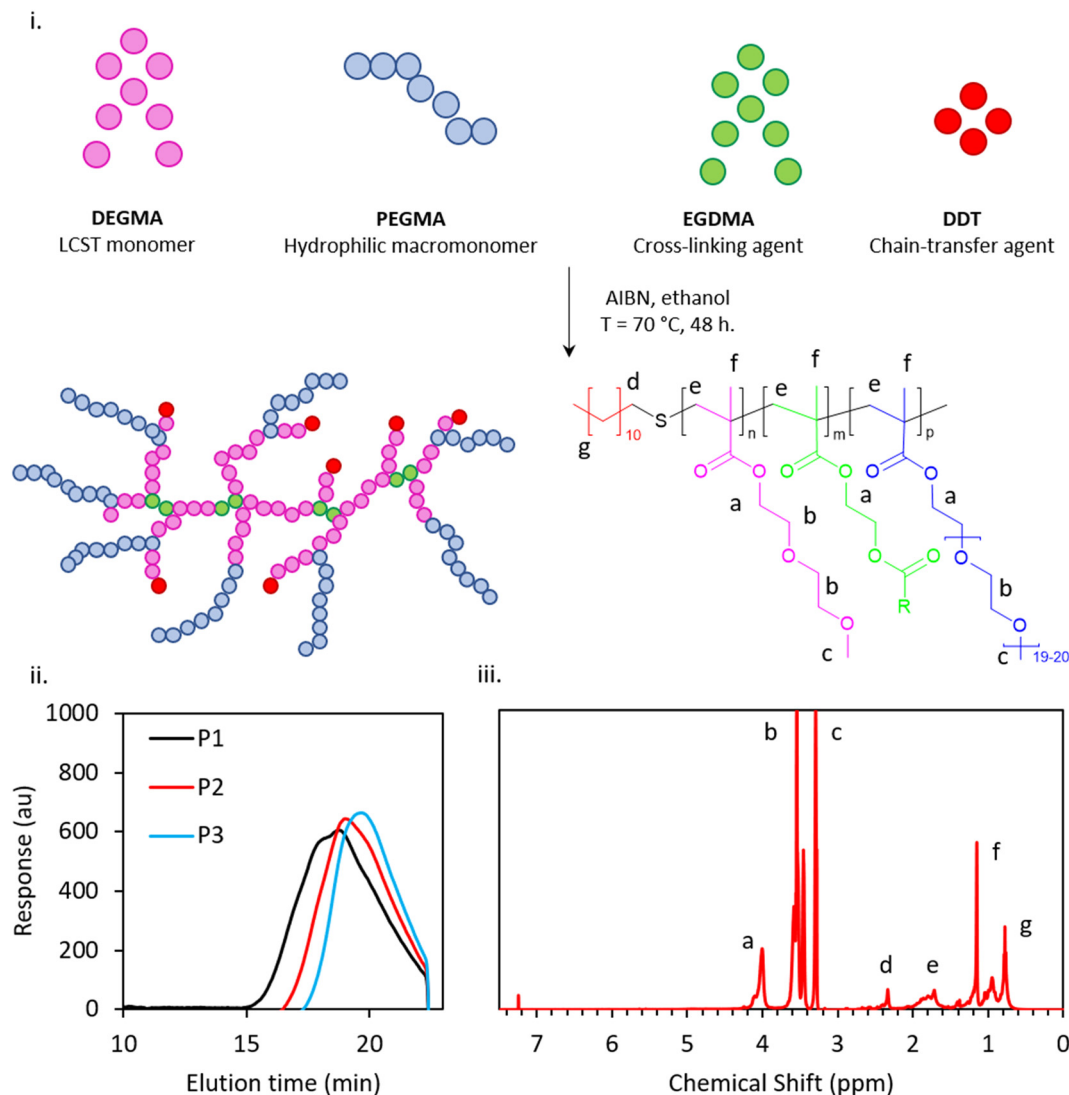 i.
DEGMA
LCST monomer
PEGMA
Hydrophilic macromonomer
EGDMA
Cross-linking agent
DDT
Chain-transfer agent
AIBN, ethanol
T = 70 °C, 48 h.
f
f
f
d
e
e
e
S
n
m
p
10
g
O
O
O
O
O
O
a
a
a
b
b
O
O
O
O
b
R
b
O
O
c
c
19-20
ii.
1000
800
600
400
200
0
Response (au)
P1
P2
P3
10
15
20
Elution time (min)
iii.
b
c
f
a
g
d
e
7
6
5
4
3
2
1
0
Chemical Shift (ppm)